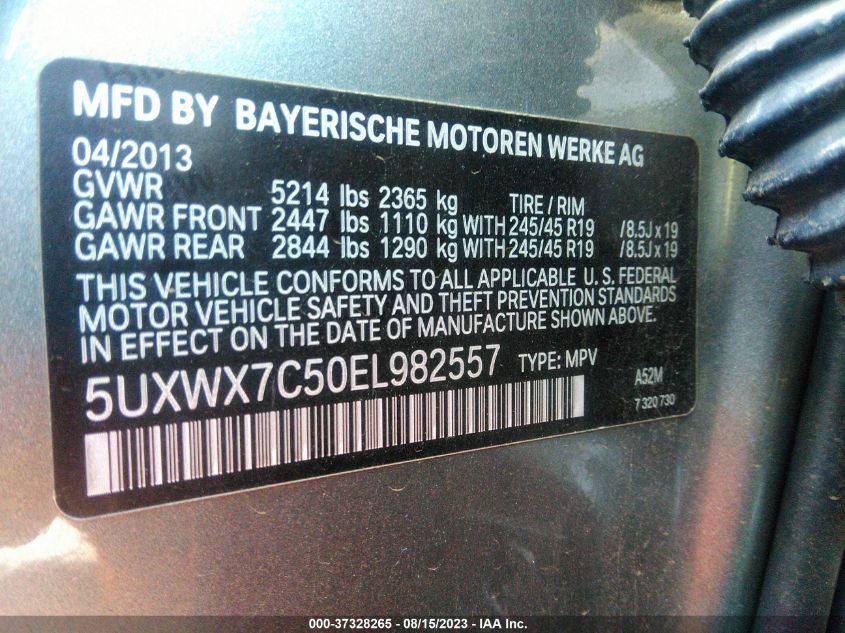 MFD BY BAYERISCHE MOTOREN WERKE AG
04/2013
GVWR 5214 lbs 2365 kg TIRE / RIM
GAWR FRONT 2447 lbs 1110 kg WITH 245/45 R19 /8.5J x 19
GAWR REAR 2844 lbs 1290 kg WITH 245/45 R19 /8.5J x 19
THIS VEHICLE CONFORMS TO ALL APPLICABLE U. S. FEDERAL
MOTOR VEHICLE SAFETY AND THEFT PREVENTION STANDARDS
IN EFFECT ON THE DATE OF MANUFACTURE SHOWN ABOVE.
5UXWX7C50EL982557 TYPE: MPV
A52M
7 320 730
000-37328265 - 08/15/2023 - IAA Inc.